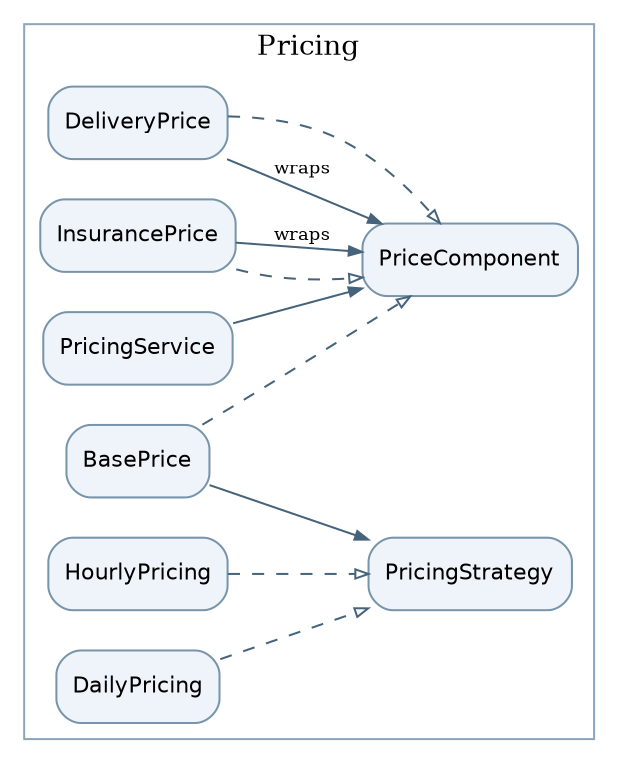 Pricing
DeliveryPrice
wraps
InsurancePrice
wraps
PriceComponent
PricingService
BasePrice
HourlyPricing
PricingStrategy
DailyPricing